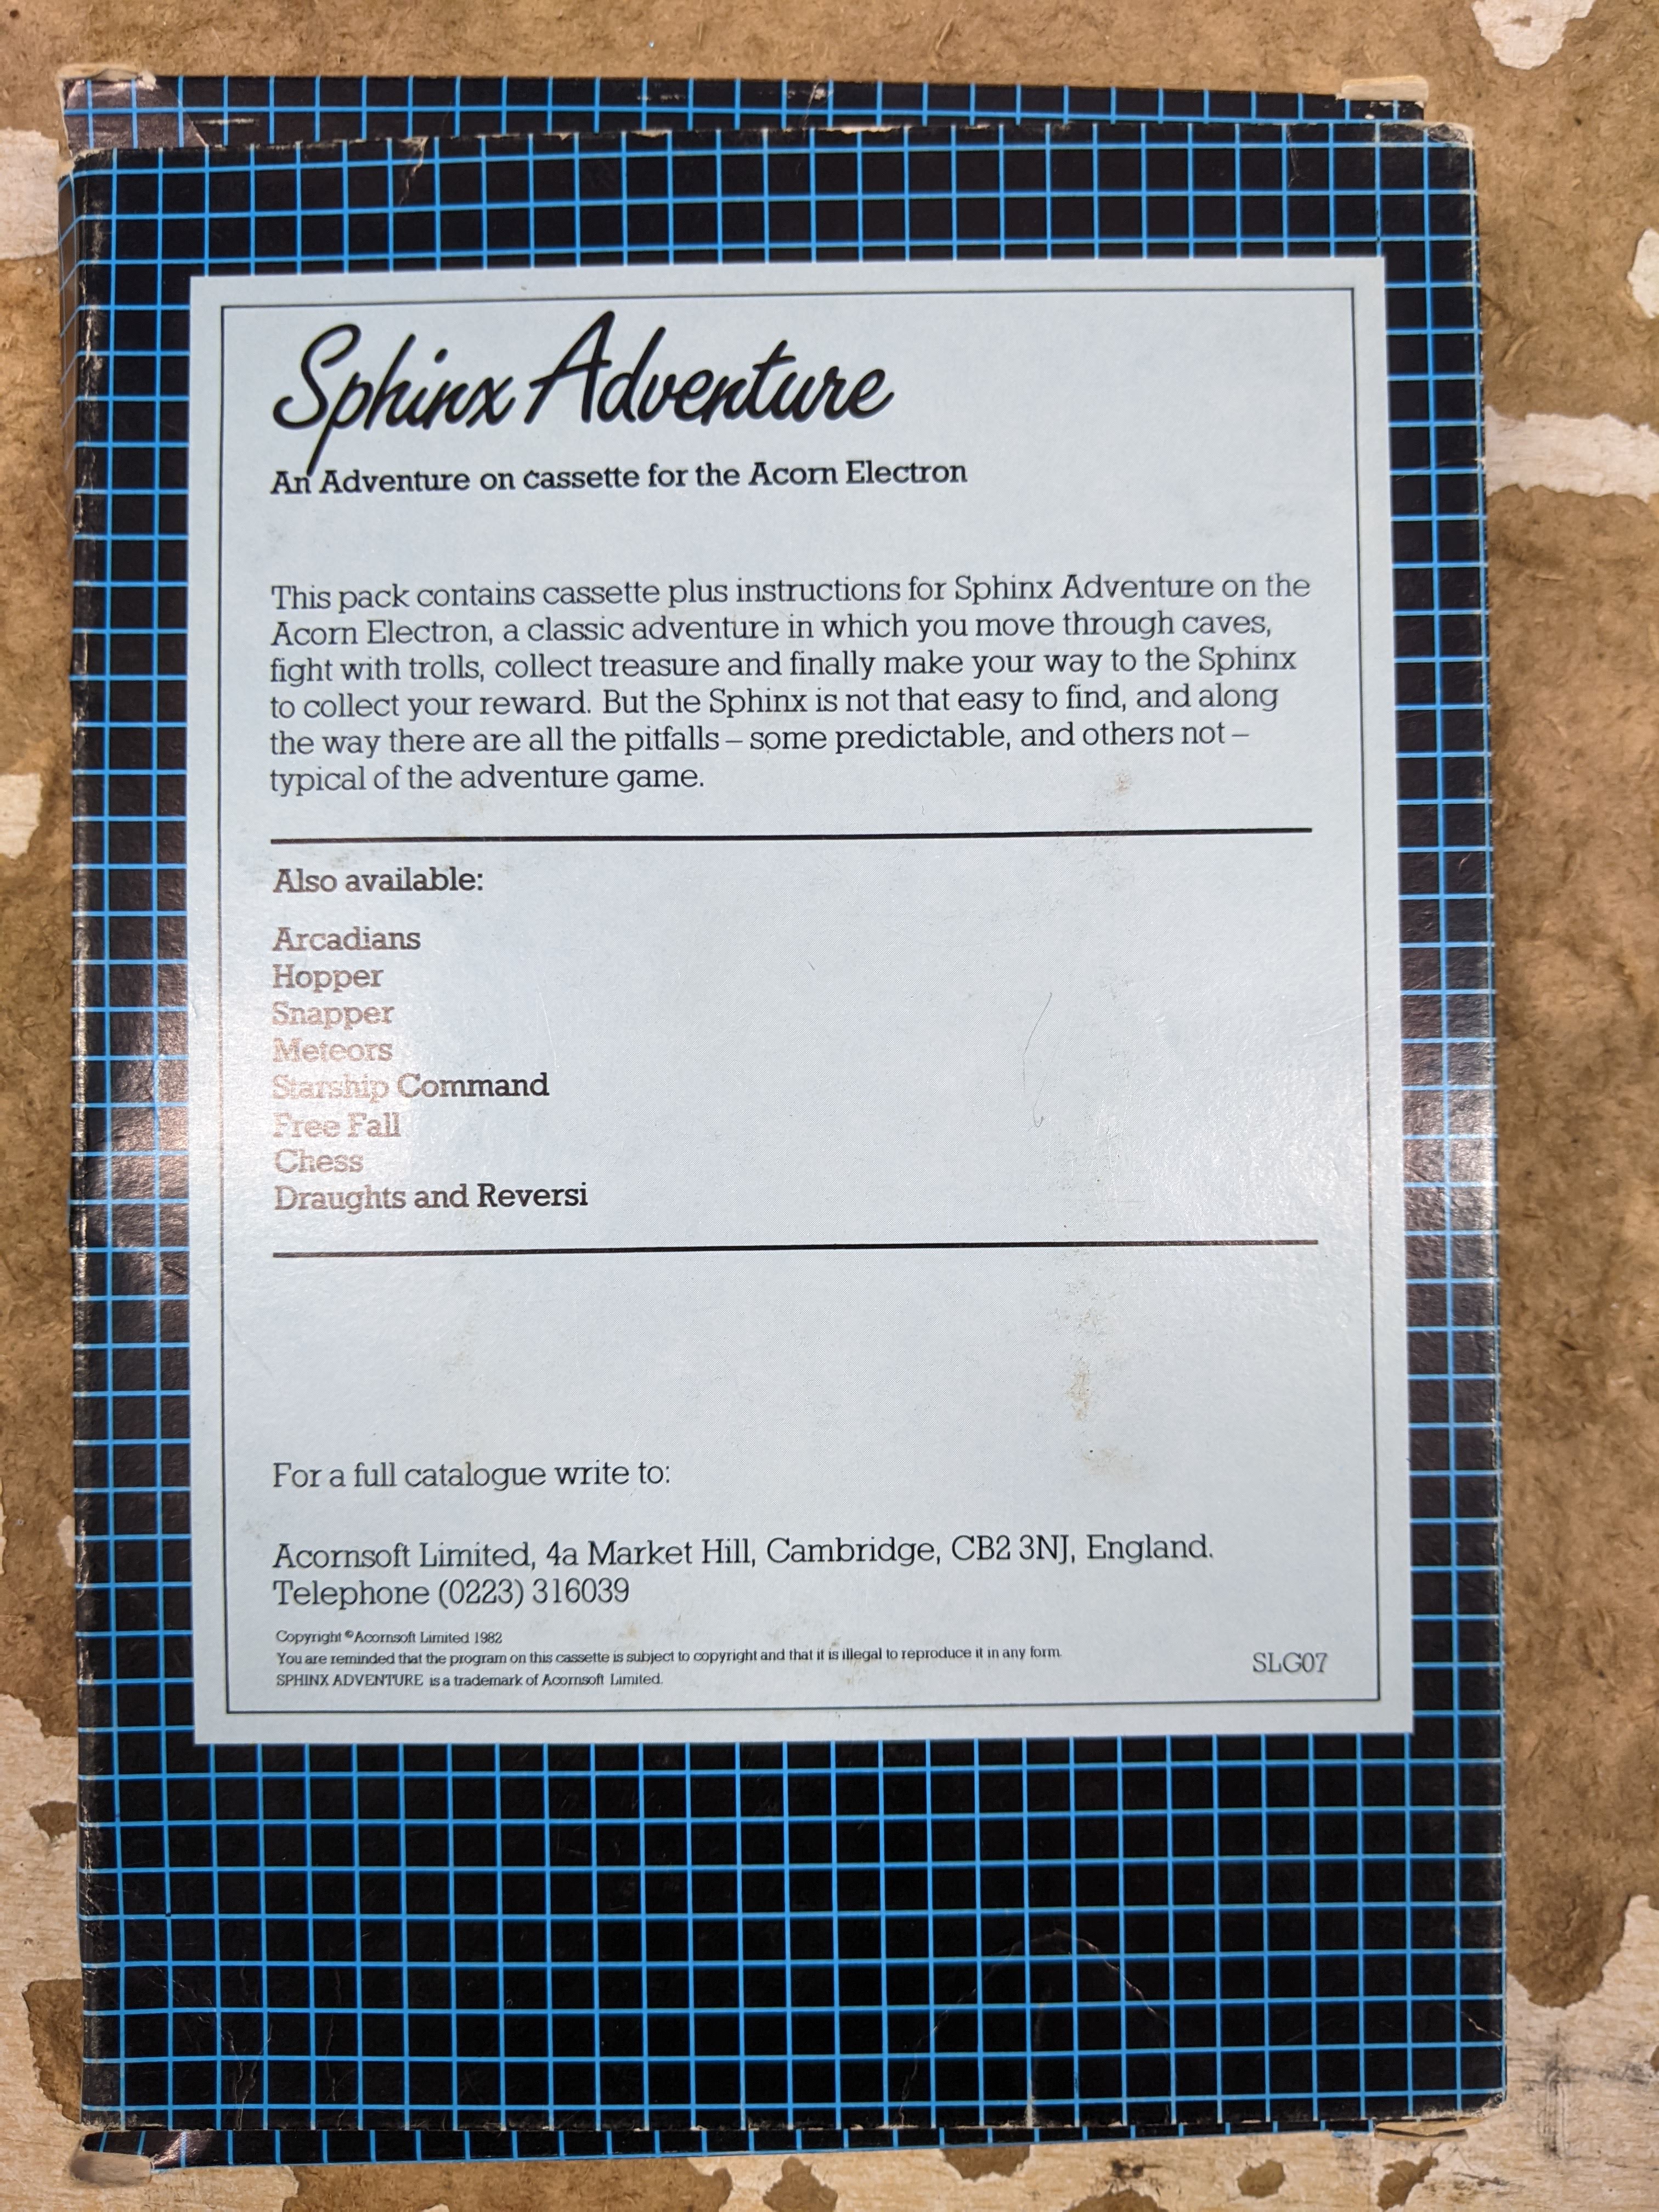 Sphinx Adventure
An Adventure on cassette for the Acorn Electron
This pack contains cassette plus instructions for Sphinx Adventure on the
Acorn Electron, a classic adventure in which you move through caves,
fight with trolls, collect treasure and finally make your way to the Sphinx
to collect your reward. But the Sphinx is not that easy to find, and along
the way there are all the pitfalls – some predictable, and others not –
typical of the adventure game.
Also available:
Arcadians
Hopper
Snapper
Meteors
Starship Command
Free Fall
Chess
Draughts and Reversi
For a full catalogue write to:
Acornsoft Limited, 4a Market Hill, Cambridge, CB2 3NJ, England.
Telephone (0223) 316039
Copyright © Acornsoft Limited 1982
You are reminded that the program on this cassette is subject to copyright and that it is illegal to reproduce it in any form.
SPHINX ADVENTURE is a trademark of Acornsoft Limited.
SLG07